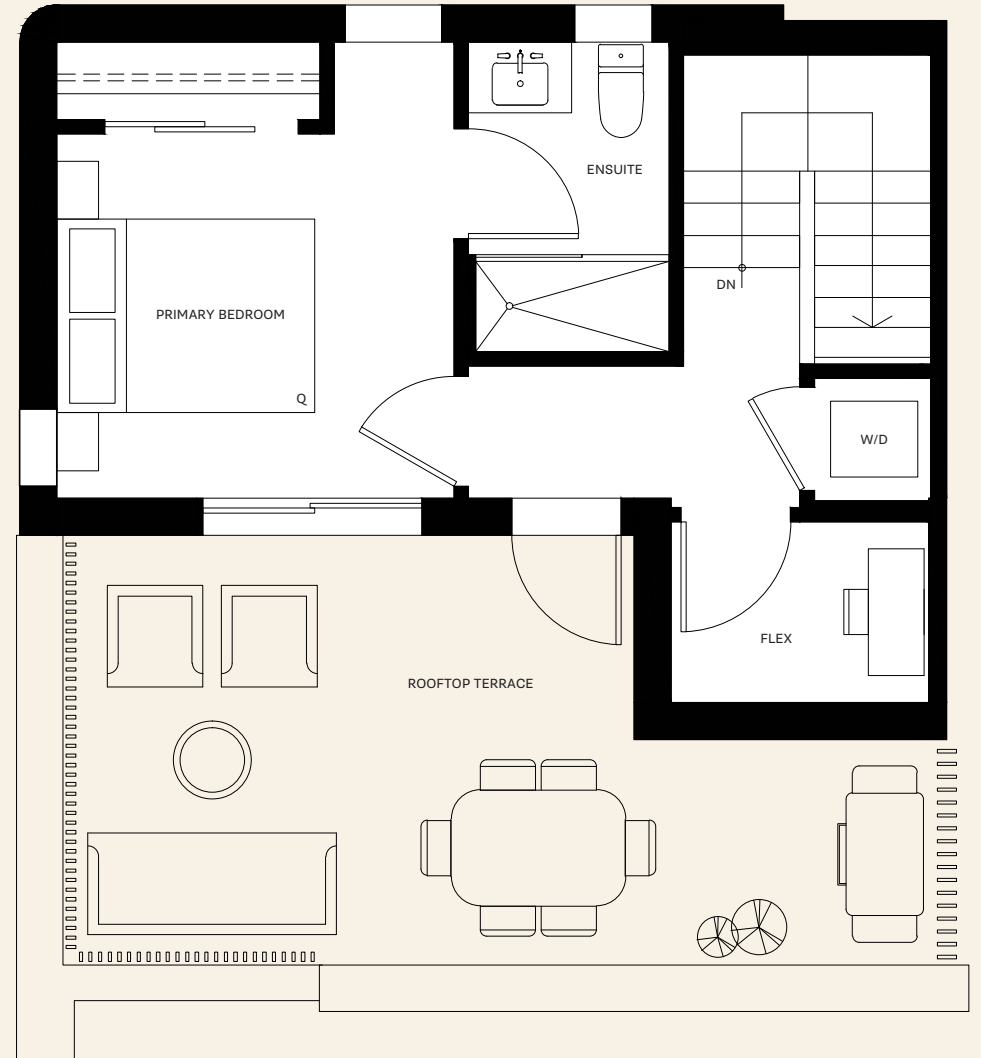 ENSUITE
DN
PRIMARY BEDROOM
Q
W/D
FLEX
ROOFTOP TERRACE